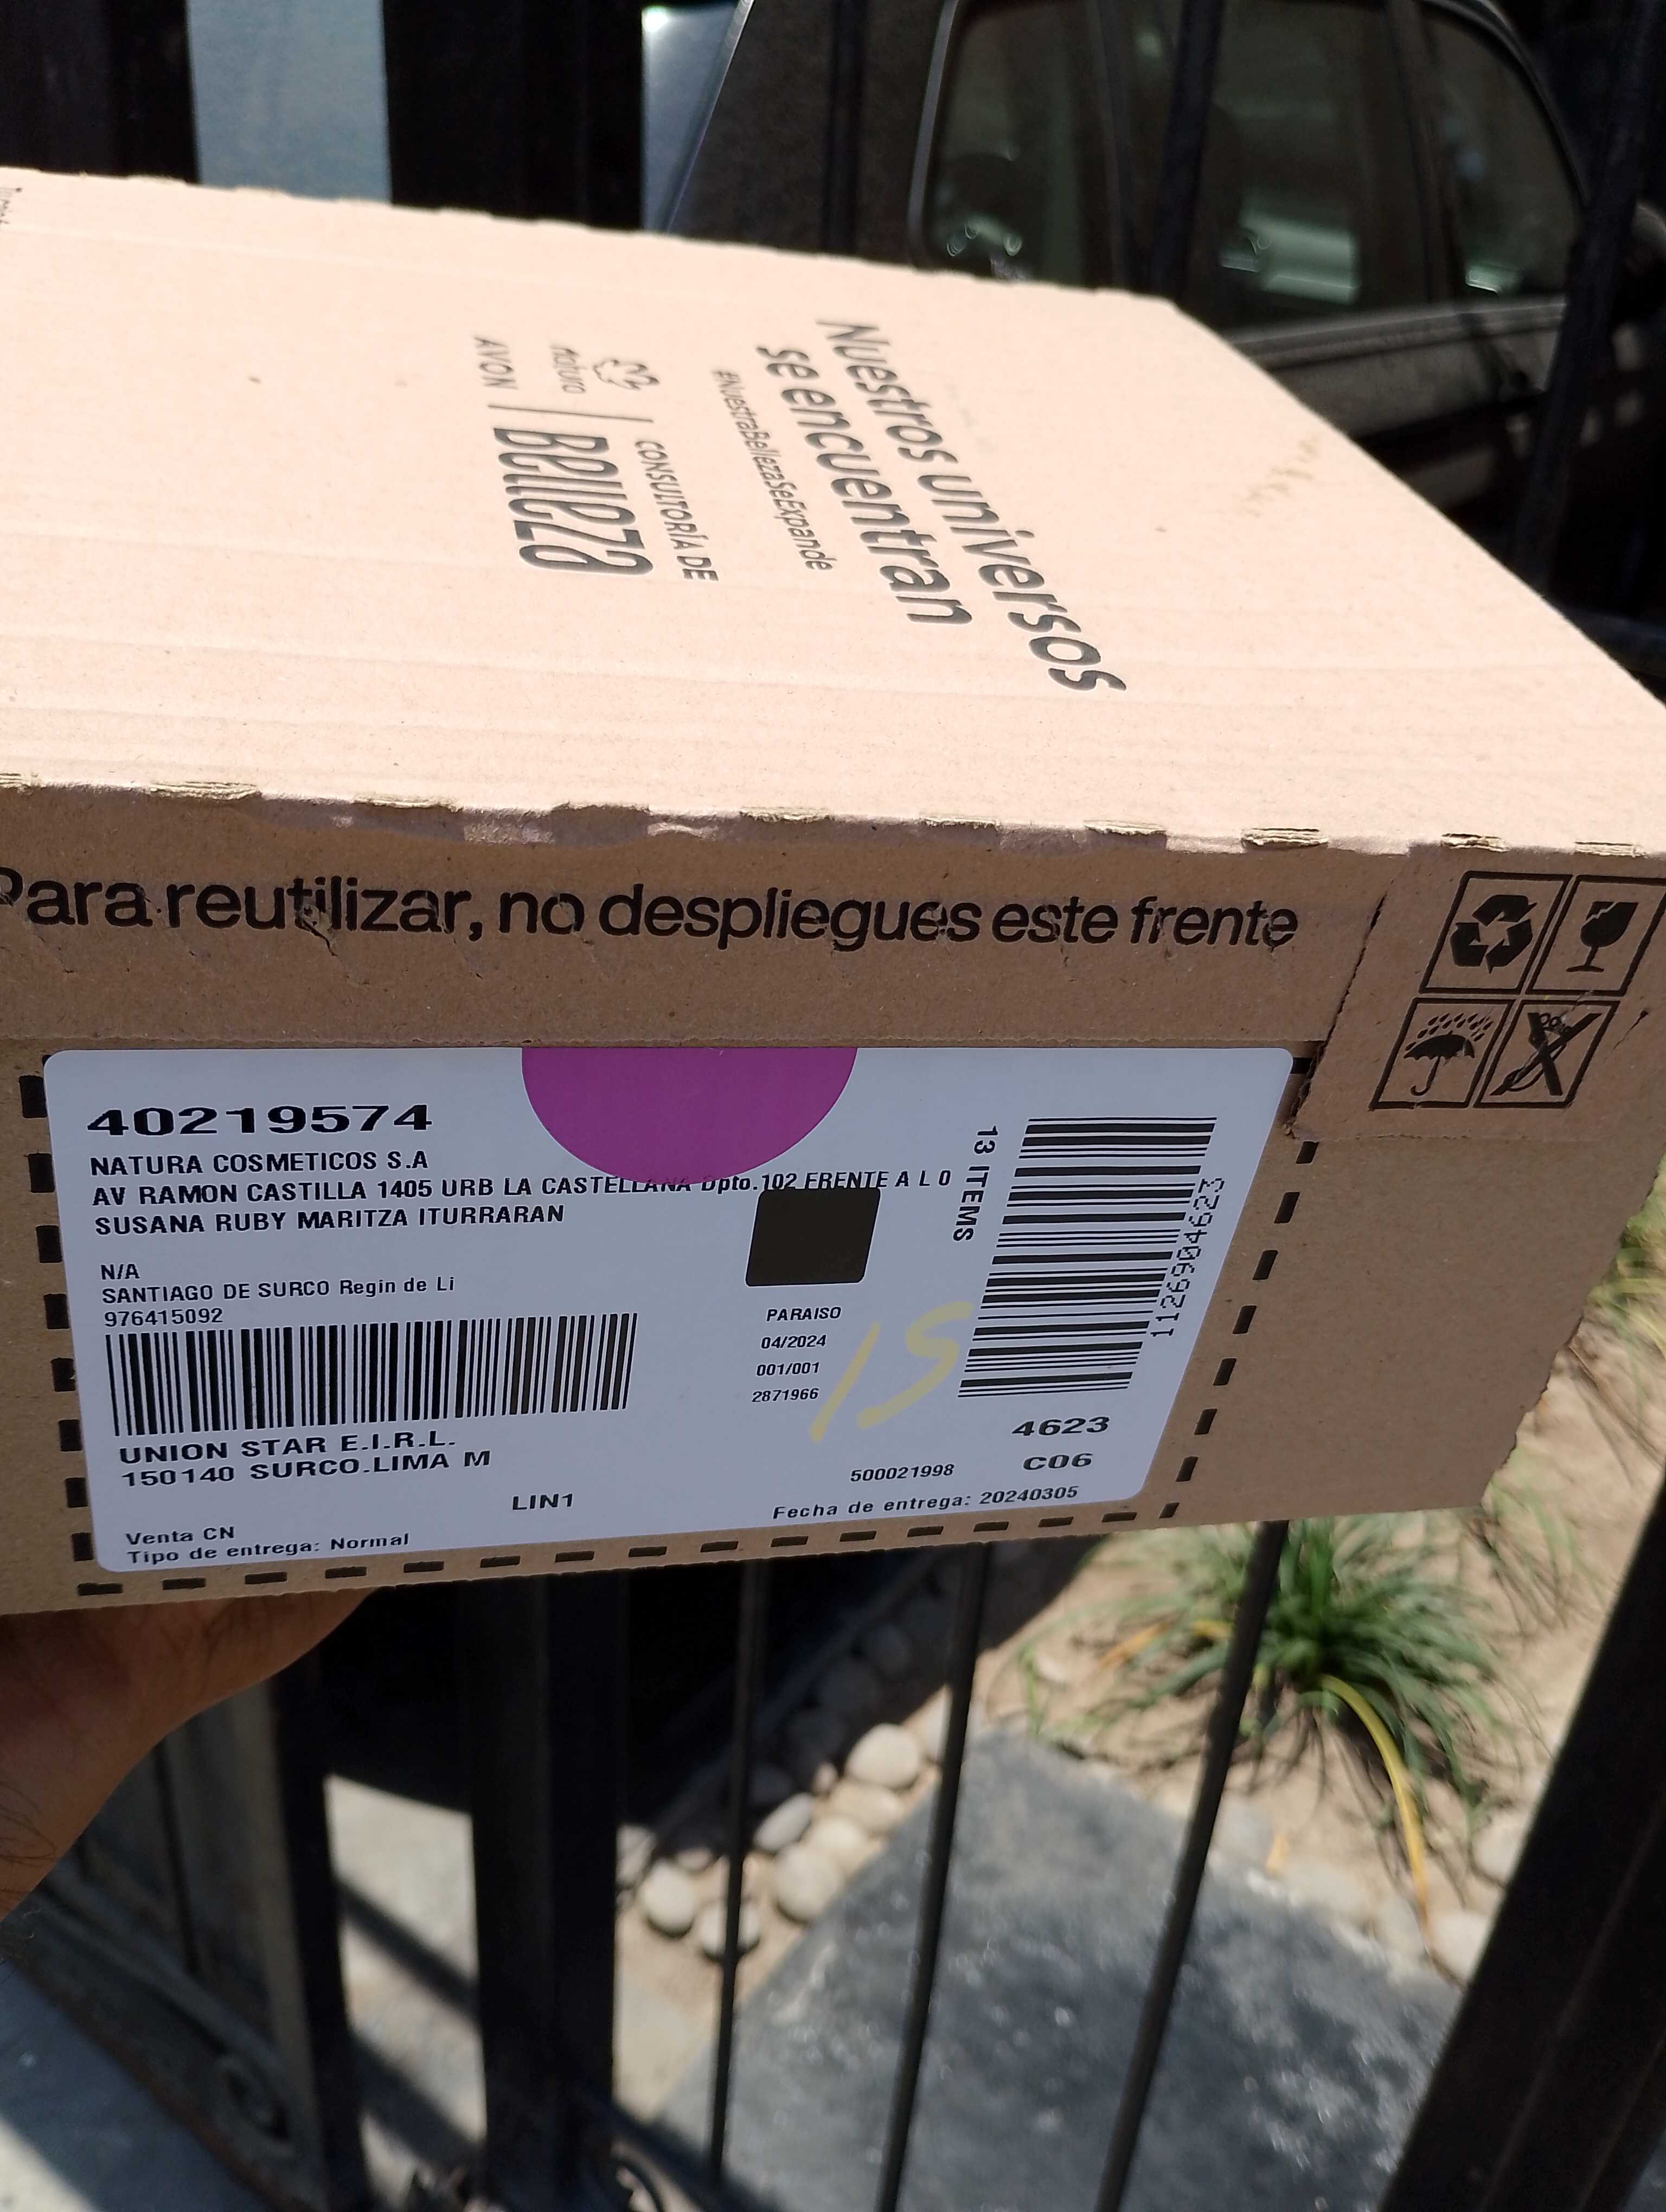 Nuestros universos
se encuentran
#NuestraBellezaSeExpande
CONSULTORÍA DE
Belleza
natura
AVON
Para reutilizar, no despliegues este frente
40219574
NATURA COSMETICOS S.A
AV RAMON CASTILLA 1405 URB LA CASTELLANA Dpto.102 FRENTE A L 0
SUSANA RUBY MARITZA ITURRARAN
N/A
SANTIAGO DE SURCO Regin de Li
976415092
UNION STAR E.I.R.L.
150140 SURCO.LIMA M
LIN1
Venta CN
Tipo de entrega: Normal
PARAISO
04/2024
001/001
2871966
15
13 ITEMS
112690469329
4623
C06
500021998
Fecha de entrega: 20240305